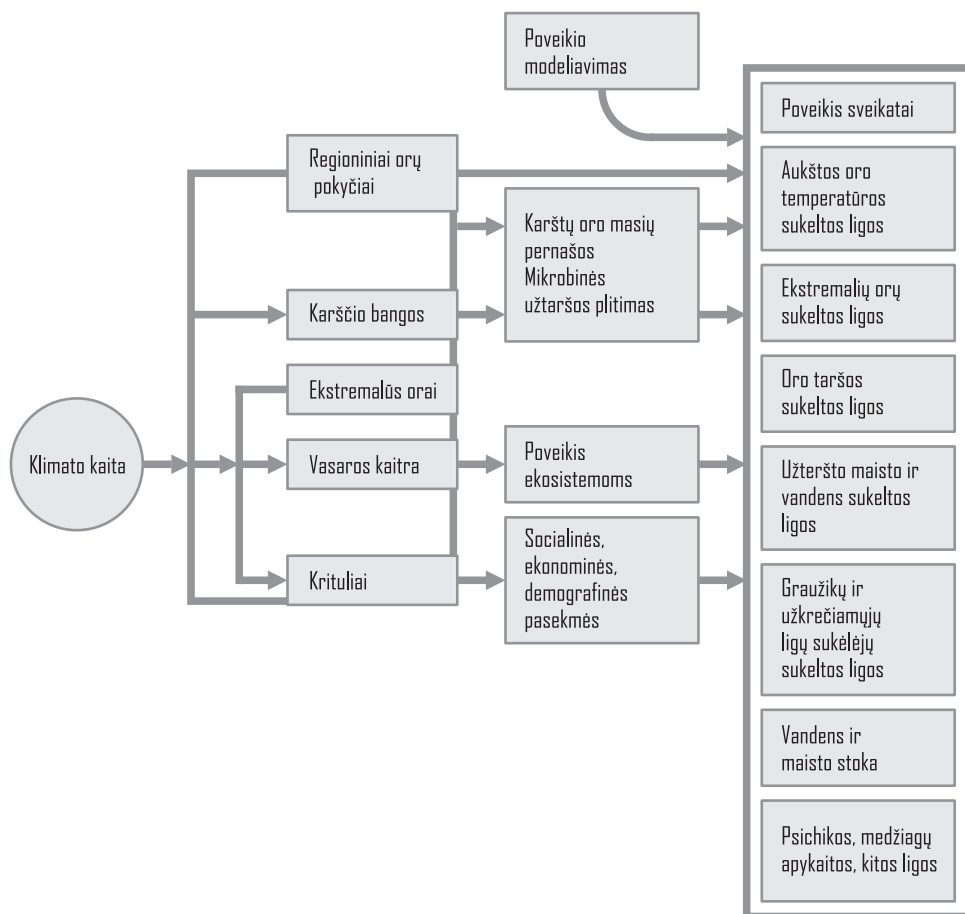 Klimato kaita
Regioniniai orų
pokyčiai
Karščio bangos
Ekstremalūs orai
Vasaros kaitra
Krituliai
Poveikio
modeliavimas
Karštų oro masių
pernašos
Mikrobinės
užtaršos plitimas
Poveikis
ekosistemoms
Socialinės,
ekonominės,
demografinės
pasekmės
Poveikis sveikatai
Aukštos oro
temperatūros
sukeltos ligos
Ekstremalių orų
sukeltos ligos
Oro taršos
sukeltos ligos
Užteršto maisto ir
vandens sukeltos
ligos
Graužikų ir
užkrečiamųjų
ligų sukėlėjų
sukeltos ligos
Vandens ir
maisto stoka
Psichikos, medžiagų
apykaitos, kitos ligos